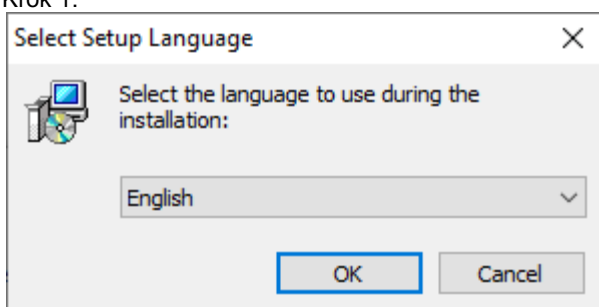 Krok 1.
Select Setup Language
Select the language to use during the
installation:
English
OK
Cancel